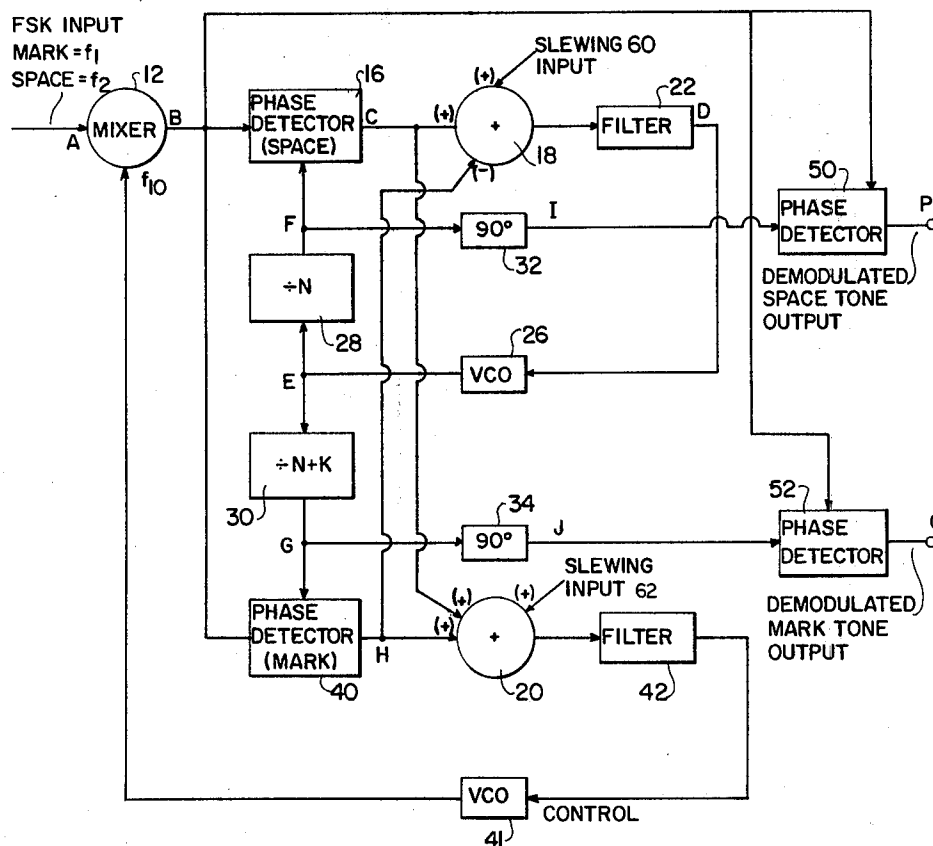 FSK INPUT
MARK = f1
SPACE = f2
12
MIXER
A
B
f10
16
PHASE
DETECTOR
(SPACE)
C
SLEWING 60
INPUT
(+)
(+)
+
(-)
18
22
FILTER
D
50
PHASE
DETECTOR
P
DEMODULATED
SPACE TONE
OUTPUT
F
90°
I
32
÷N
28
E
26
VCO
÷N+K
30
G
34
90°
J
52
PHASE
DETECTOR
DEMODULATED
MARK TONE
OUTPUT
PHASE
DETECTOR
(MARK)
40
H
SLEWING
INPUT 62
(+)
(+)
(+)
+
20
FILTER
42
VCO
41
CONTROL